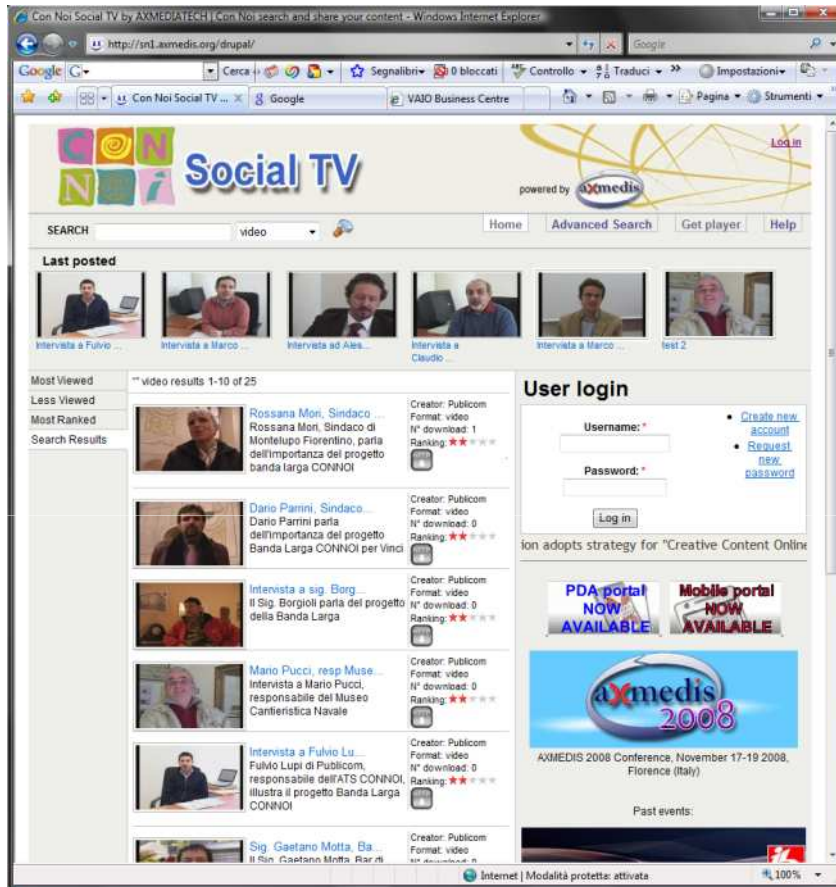 Con Noi Social TV by AXMEDIATECH | Con Noi search and share your content - Windows Internet Explorer
http://sn1.axmedis.org/drupal/
Google
Google
Cerca
Segnalibri
0 bloccati
Controllo
Traduci
Impostazioni
Con Noi Social TV ...
Google
VAIO Business Centre
Pagina
Strumenti
CON
NOi
Social TV
powered by axmedis
Log in
SEARCH
video
Home
Advanced Search
Get player
Help
Last posted
Intervista a Fulvio ...
Intervista a Marco ...
Intervista ad Ales...
Intervista a
Claudio ...
Intervista a Marco ...
test 2
Most Viewed
Less Viewed
Most Ranked
Search Results
"" video results 1-10 of 25
Rossana Mori, Sindaco ...
Rossana Mori, Sindaco di
Montelupo Fiorentino, parla
dell'importanza del progetto
banda larga CONNOI
Creator: Publicom
Format: video
N° download: 1
Ranking:
Dario Parrini, Sindaco...
Dario Parrini parla
dell'importanza del progetto
Banda Larga CONNOI per Vinci
Creator: Publicom
Format: video
N° download: 0
Ranking:
Intervista a sig. Borg...
Il Sig. Borgioli parla del progetto
della Banda Larga
Creator: Publicom
Format: video
N° download: 0
Ranking:
Mario Pucci, resp Muse...
Intervista a Mario Pucci,
responsabile del Museo
Cantieristica Navale
Creator: Publicom
Format: video
N° download: 0
Ranking:
Intervista a Fulvio Lu...
Fulvio Lupi di Publicom,
responsabile dell'ATS CONNOI,
illustra il progetto Banda Larga
CONNOI
Creator: Publicom
Format: video
N° download: 0
Ranking:
Sig. Gaetano Motta, Ba...
Il Sig. Gaetano Motta, Bar di
Creator: Publicom
Format: video
N° download: 0
User login
Username: *
Password: *
Log in
Create new
account
Request
new
password
ion adopts strategy for "Creative Content Online
PDA portal
NOW
AVAILABLE
Mobile portal
NOW
AVAILABLE
axmedis
2008
AXMEDIS 2008 Conference, November 17-19 2008,
Florence (Italy)
Past events:
Internet | Modalità protetta: attivata
100%